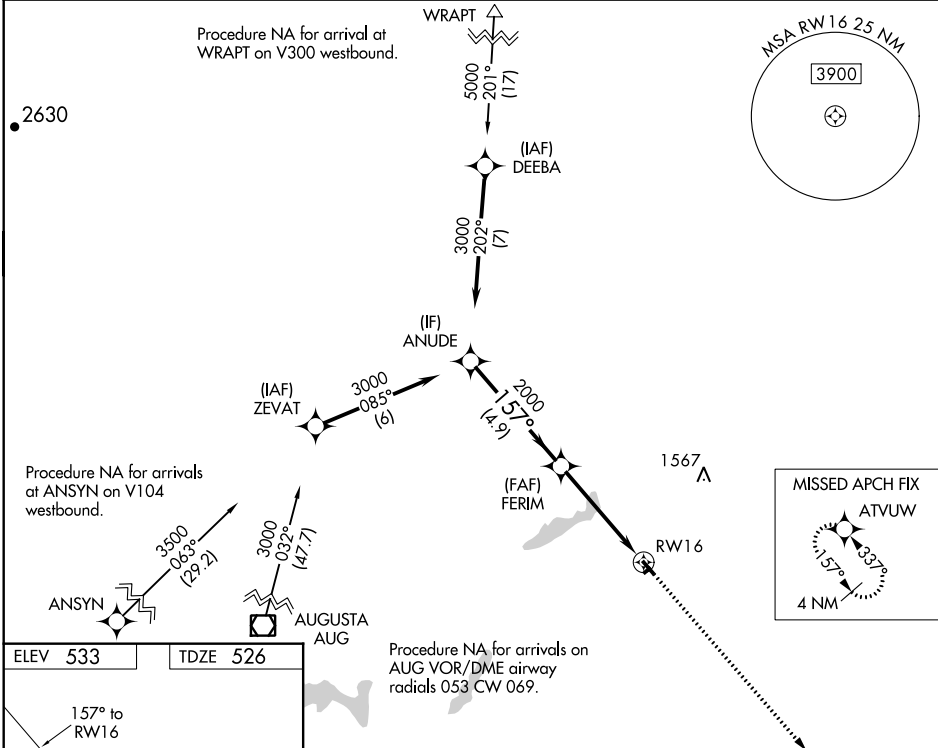 Procedure NA for arrival at
WRAPT on V300 westbound.
WRAPT
5000
201°
(17)
MSA RW16 25 NM
3900
2630
(IAF)
DEEBA
3000
202°
(7)
(IF)
ANUDE
(IAF)
ZEVAT
3000
085°
(6)
2000
157°
(4.9)
(FAF)
FERIM
1567
RW16
Procedure NA for arrivals
at ANSYN on V104
westbound.
3500
063°
(29.2)
ANSYN
3000
032°
(47.7)
AUGUSTA
AUG
Procedure NA for arrivals on
AUG VOR/DME airway
radials 053 CW 069.
MISSED APCH FIX
ATVUW
157°
337°
4 NM
ELEV 533
TDZE 526
157° to
RW16